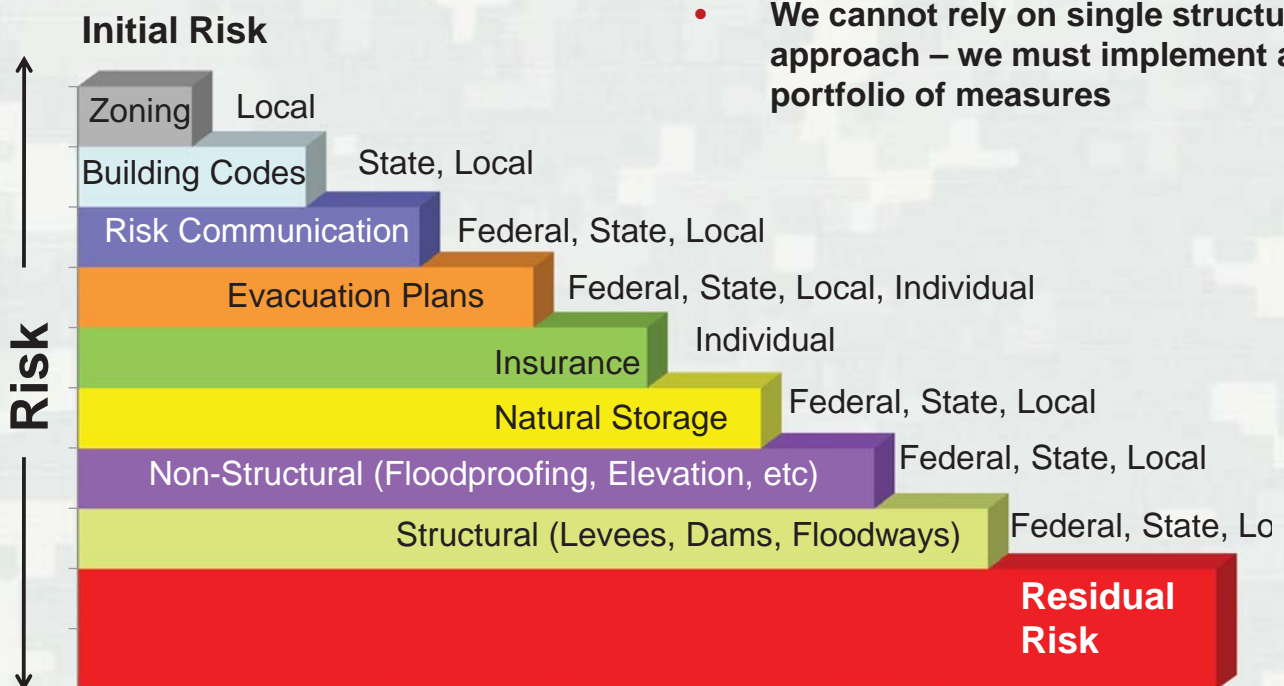 Initial Risk
• We cannot rely on single
approach – we must implement
portfolio of measures
Zoning
Local
Building Codes
State, Local
Risk Communication
Federal, State, Local
Evacuation Plans
Federal, State, Local, Individual
Insurance
Individual
Natural Storage
Federal, State, Local
Non-Structural (Floodproofing, Elevation, etc)
Federal, State, Local
Structural (Levees, Dams, Floodways)
Federal, State,
Residual
Risk
Risk